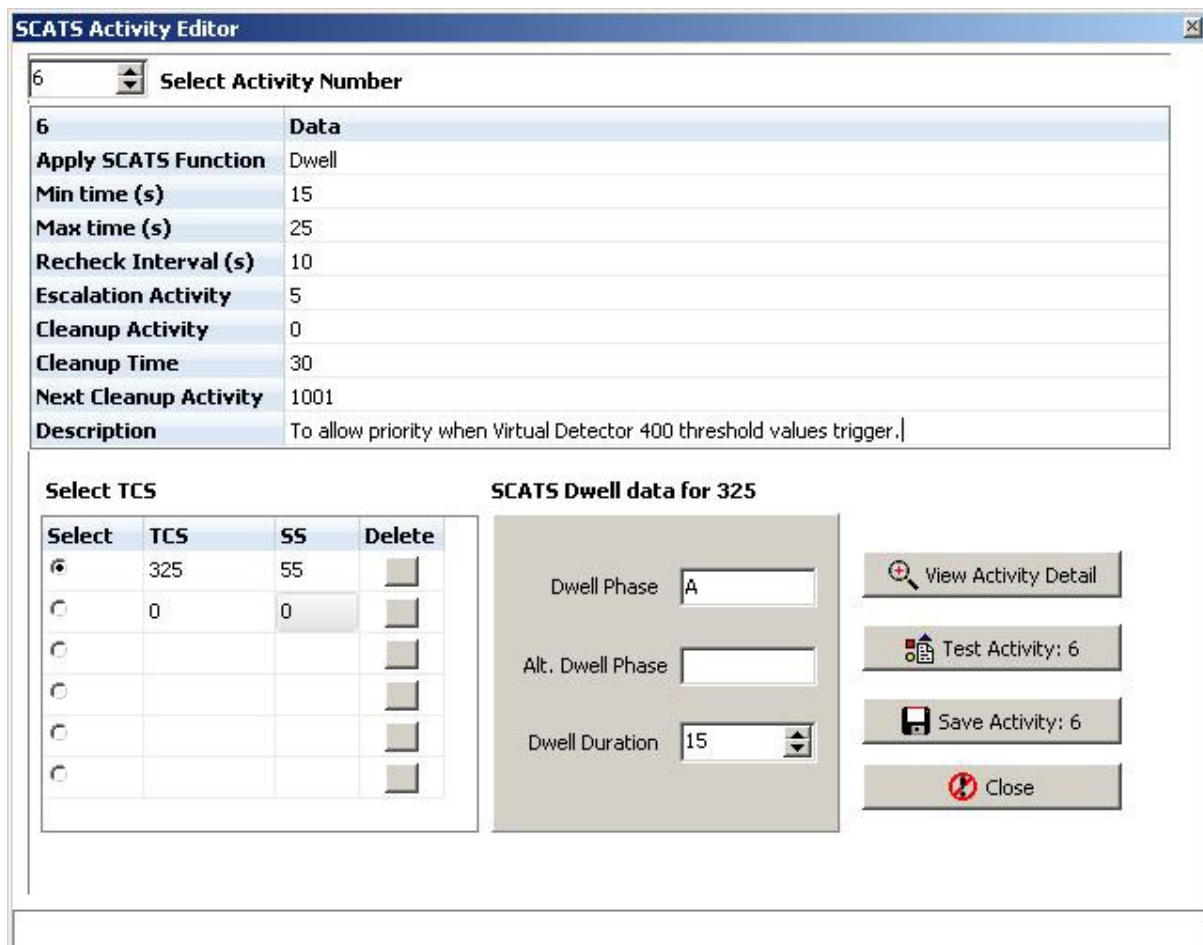 SCATS Activity Editor
6 Select Activity Number
6 Data
Apply SCATS Function Dwell
Min time (s) 15
Max time (s) 25
Recheck Interval (s) 10
Escalation Activity 5
Cleanup Activity 0
Cleanup Time 30
Next Cleanup Activity 1001
Description To allow priority when Virtual Detector 400 threshold values trigger.
Select TCS
Select TCS SS Delete
325 55
0 0
SCATS Dwell data for 325
Dwell Phase A
Alt. Dwell Phase
Dwell Duration 15
View Activity Detail
Test Activity: 6
Save Activity: 6
Close